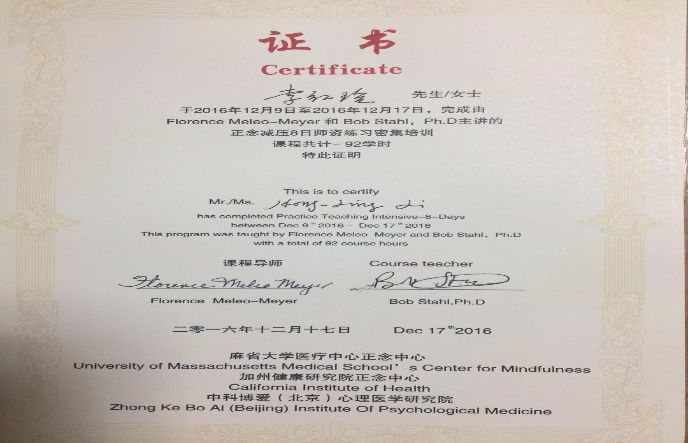 证 书
Certificate
李红 先生/女士
于2016年12月9日至2016年12月17日，完成由
Florence Meleo-Meyer 和 Bob Stahl，Ph.D主讲的
正念减压8日师资练习密集培训
课程共计- 92学时
特此证明
This is to certify
Mr./Ms. Hong-Jing Li
has completed Practice Teaching Intensive-8-Days
between Dec 9th 2016 - Dec 17th 2016
This program was taught by Florence Meleo-Meyer and Bob Stahl, Ph.D
with a total of 92 course hours
课程导师 Course teacher
Florence Meleo Meyer Bob Stahl
Florence Meleo-Meyer Bob Stahl,Ph.D
二零一六年十二月十七日 Dec 17th2016
麻省大学医疗中心正念中心
University of Massachusetts Medical School's Center for Mindfulness
加州健康研究院正念中心
California Institute of Health
中科博爱（北京）心理医学研究院
Zhong Ke Bo Ai (Beijing) Institute Of Psychological Medicine